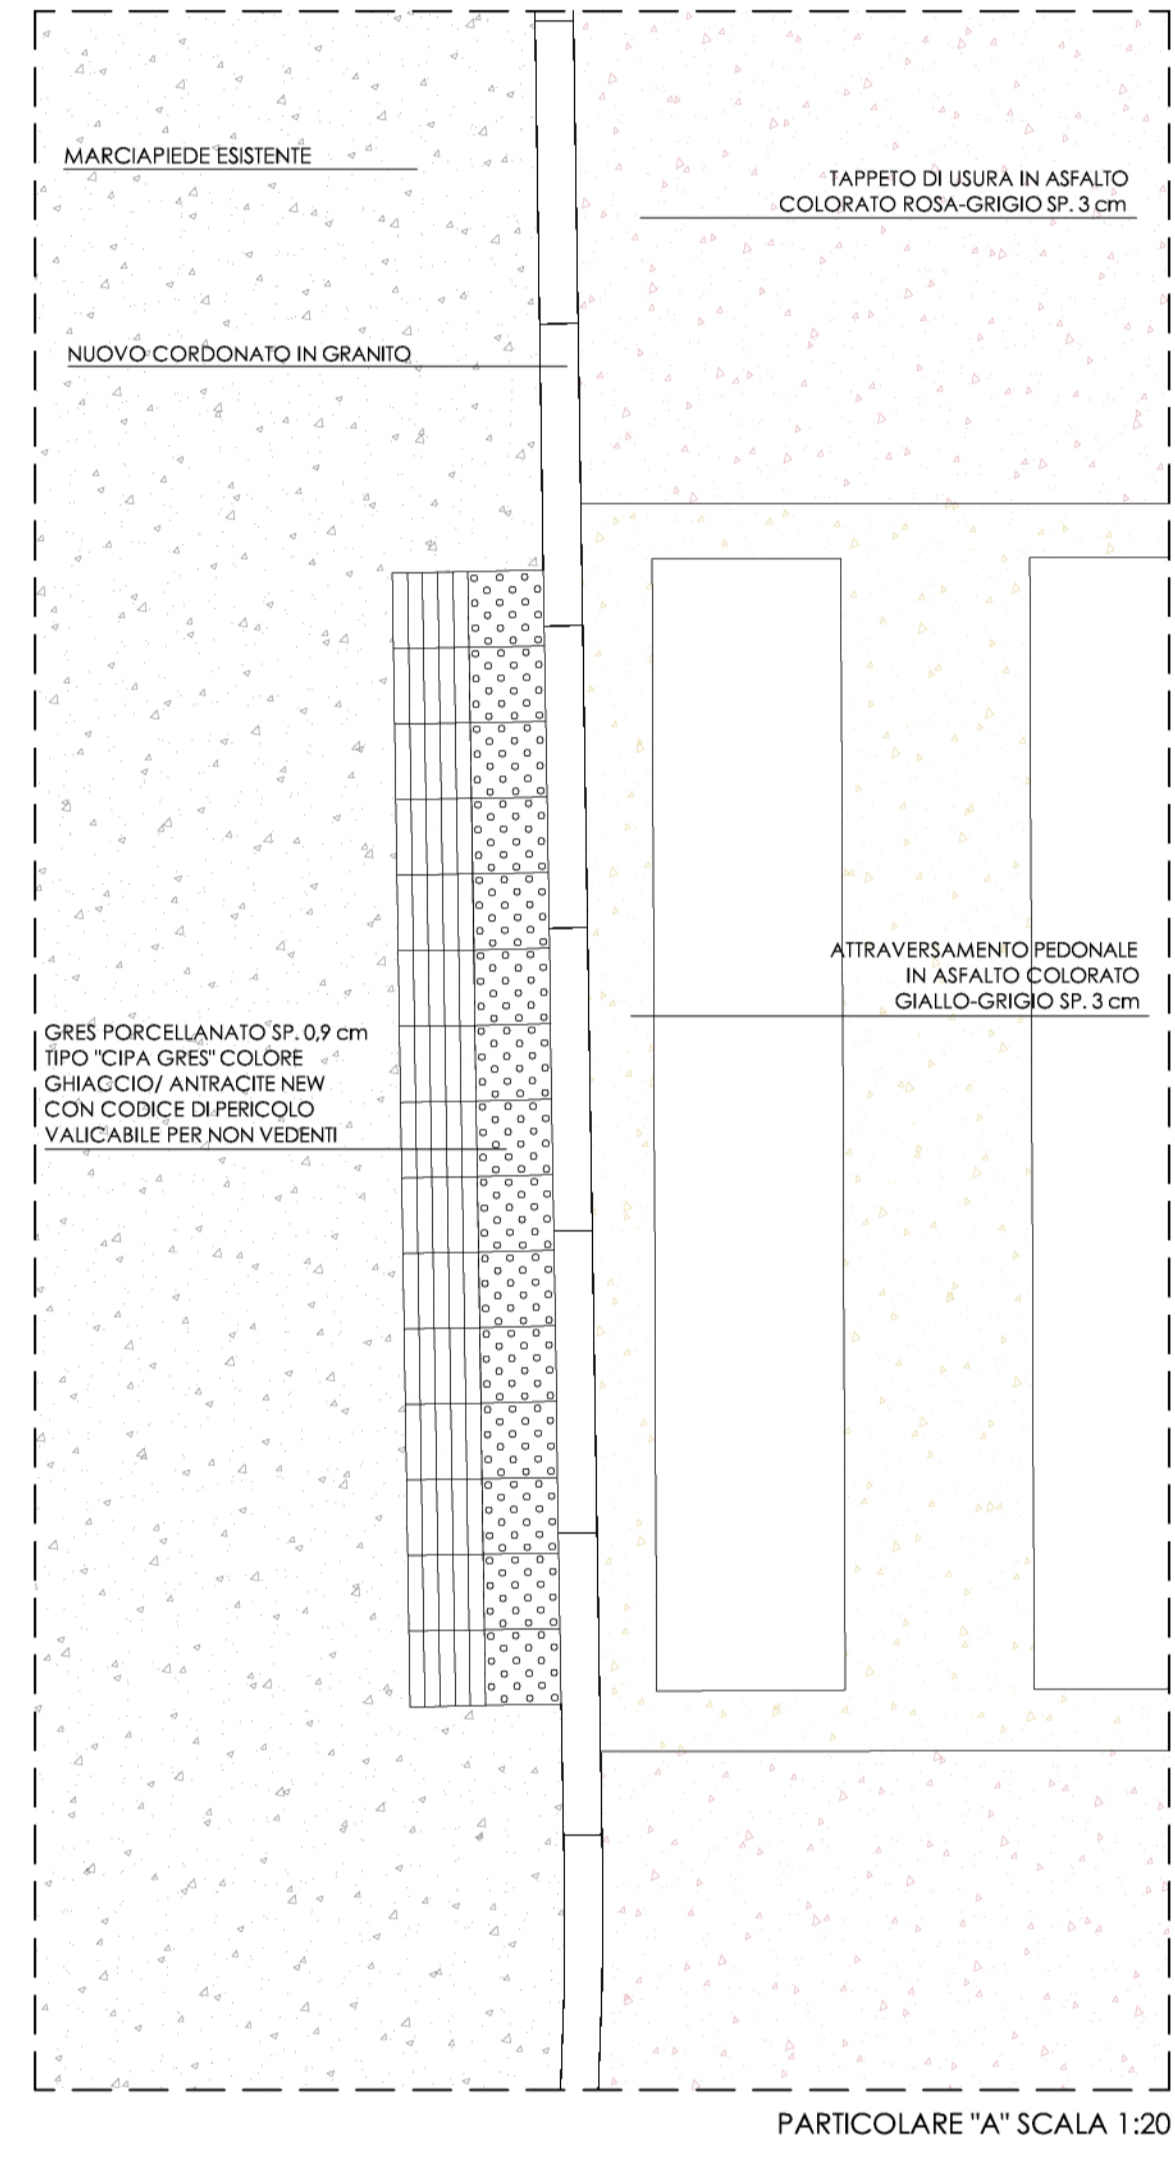 MARCIAPIEDE ESISTENTE
TAPPETO DI USURA IN ASFALTO
COLORATO ROSA-GRIGIO SP. 3 cm
NUOVO CORDONATO IN GRANITO
ATTRAVERSAMENTO PEDONALE
IN ASFALTO COLORATO
GIALLO-GRIGIO SP. 3 cm
GRES PORCELLANATO SP. 0,9 cm
TIPO "CIPA GRES" COLORE
GHIACCIO/ ANTRACITE NEW
CON CODICE DI PERICOLO
VALICABILE PER NON VEDENTI
PARTICOLARE "A" SCALA 1:20